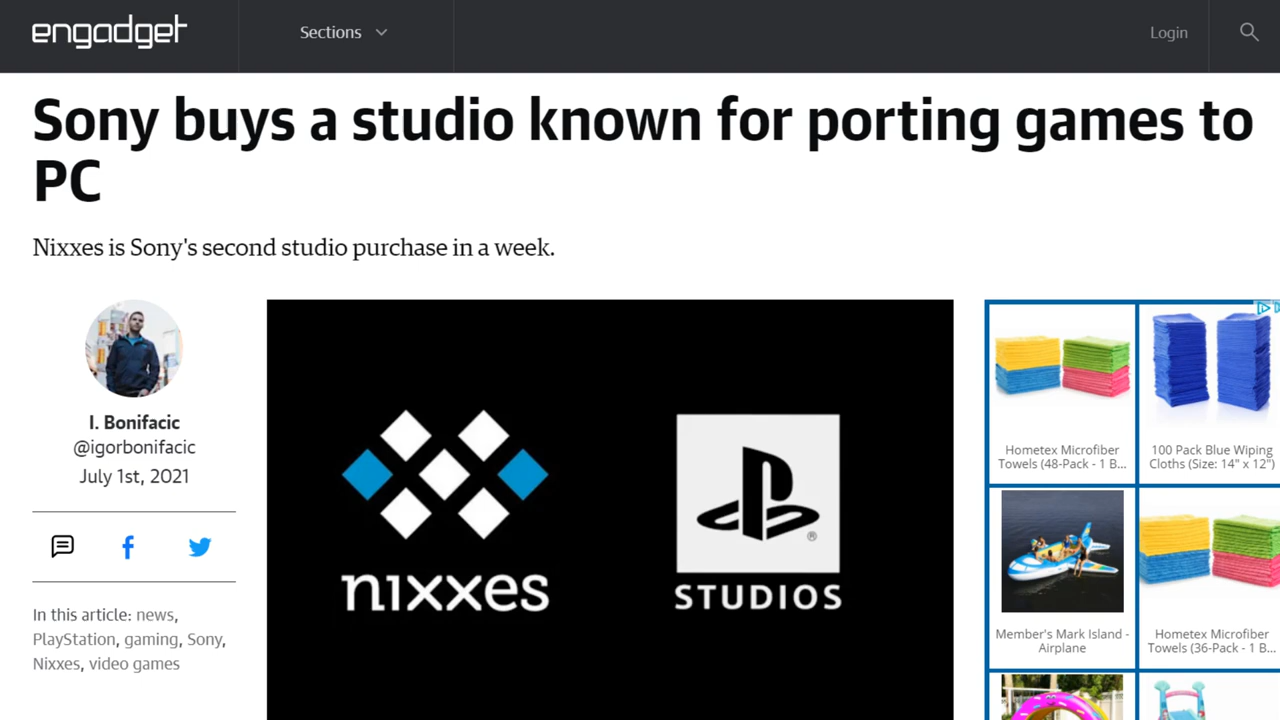 engadget
Sections
Login
Sony buys a studio known for porting games to
PC
Nixxes is Sony's second studio purchase in a week.
I. Bonifacic
@igorbonifacic
July 1st, 2021
In this article: news,
PlayStation, gaming, Sony,
Nixxes, video games
nixxes
STUDIOS
®
Hometex Microfiber
Towels (48-Pack - 1 B...
100 Pack Blue Wiping
Cloths (Size: 14" x 12")
Member's Mark Island -
Airplane
Hometex Microfiber
Towels (36-Pack - 1 B...